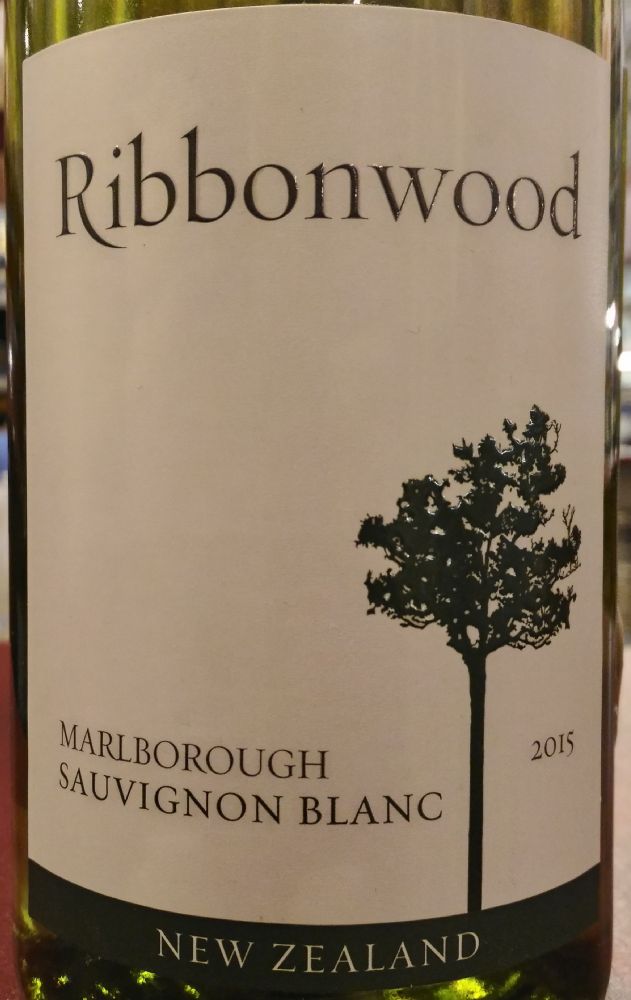 Ribbonwood
MARLBOROUGH
SAUVIGNON BLANC
2015
NEW ZEALAND